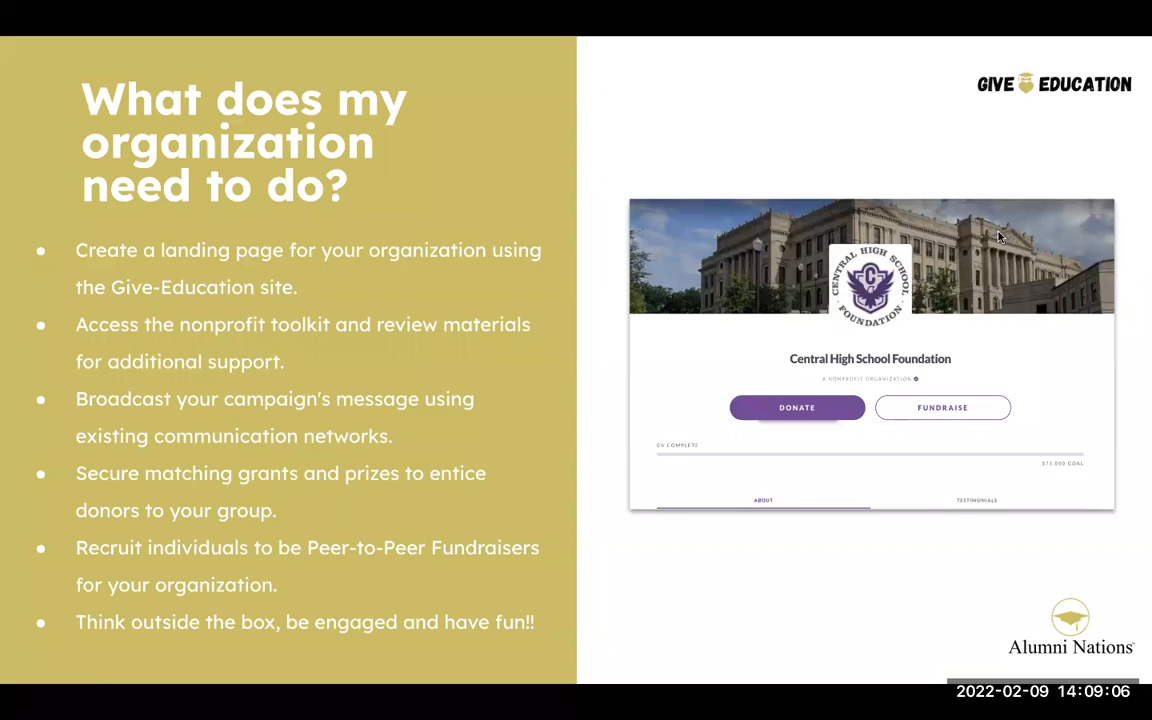 What does my
organization
need to do?
● Create a landing page for your organization using
the Give-Education site.
● Access the nonprofit toolkit and review materials
for additional support.
● Broadcast your campaign's message using
existing communication networks.
● Secure matching grants and prizes to entice
donors to your group.
● Recruit individuals to be Peer-to-Peer Fundraisers
for your organization.
● Think outside the box, be engaged and have fun!!
GIVE EDUCATION
CENTRAL HIGH SCHOOL
FOUNDATION
Central High School Foundation
A NONPROFIT ORGANIZATION
DONATE
FUNDRAISE
0% COMPLETE
$75,000 GOAL
ABOUT
TESTIMONIALS
Alumni Nations
2022-02-09 14:09:06